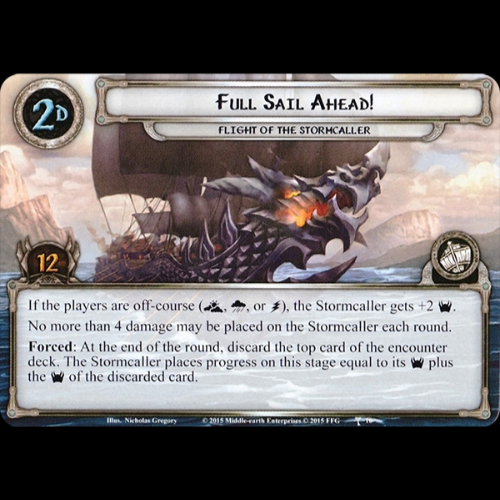 2D
FULL SAIL AHEAD!
FLIGHT OF THE STORMCALLER
12
If the players are off-course ( , , or ), the Stormcaller gets +2 .
No more than 4 damage may be placed on the Stormcaller each round.
Forced: At the end of the round, discard the top card of the encounter
deck. The Stormcaller places progress on this stage equal to its plus
the of the discarded card.
Illus. Nicholas Gregory © 2015 Middle-earth Enterprises © 2015 FFG